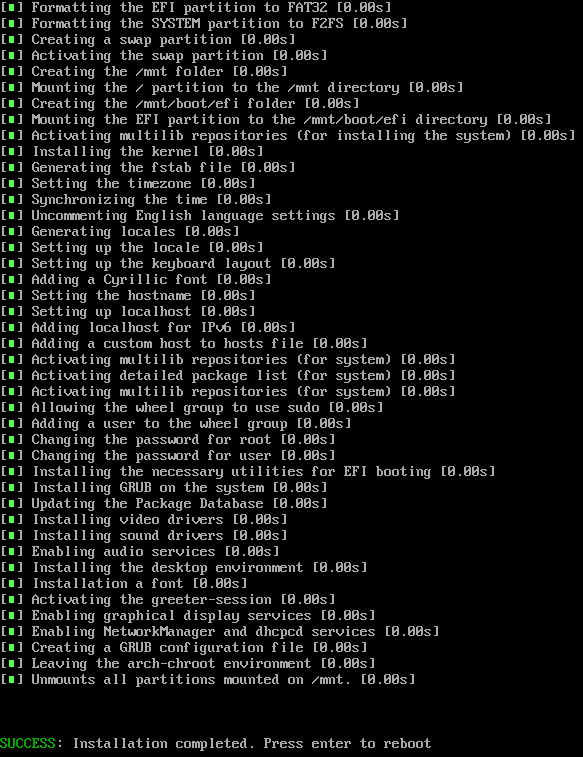 [■] Formatting the EFI partition to FAT32 [0.00s]
[■] Formatting the SYSTEM partition to F2FS [0.00s]
[■] Creating a swap partition [0.00s]
[■] Activating the swap partition [0.00s]
[■] Creating the /mnt folder [0.00s]
[■] Mounting the / partition to the /mnt directory [0.00s]
[■] Creating the /mnt/boot/efi folder [0.00s]
[■] Mounting the EFI partition to the /mnt/boot/efi directory [0.00s]
[■] Activating multilib repositories (for installing the system) [0.00s]
[■] Installing the kernel [0.00s]
[■] Generating the fstab file [0.00s]
[■] Setting the timezone [0.00s]
[■] Synchronizing the time [0.00s]
[■] Uncommenting English language settings [0.00s]
[■] Generating locales [0.00s]
[■] Setting up the locale [0.00s]
[■] Setting up the keyboard layout [0.00s]
[■] Adding a Cyrillic font [0.00s]
[■] Setting the hostname [0.00s]
[■] Setting up localhost [0.00s]
[■] Adding localhost for IPv6 [0.00s]
[■] Adding a custom host to hosts file [0.00s]
[■] Activating multilib repositories (for system) [0.00s]
[■] Activating detailed package list (for system) [0.00s]
[■] Activating multilib repositories (for system) [0.00s]
[■] Allowing the wheel group to use sudo [0.00s]
[■] Adding a user to the wheel group [0.00s]
[■] Changing the password for root [0.00s]
[■] Changing the password for user [0.00s]
[■] Installing the necessary utilities for EFI booting [0.00s]
[■] Installing GRUB on the system [0.00s]
[■] Updating the Package Database [0.00s]
[■] Installing video drivers [0.00s]
[■] Installing sound drivers [0.00s]
[■] Enabling audio services [0.00s]
[■] Installing the desktop environment [0.00s]
[■] Installation a font [0.00s]
[■] Activating the greeter-session [0.00s]
[■] Enabling graphical display services [0.00s]
[■] Enabling NetworkManager and dhcpcd services [0.00s]
[■] Creating a GRUB configuration file [0.00s]
[■] Leaving the arch-chroot environment [0.00s]
[■] Unmounts all partitions mounted on /mnt. [0.00s]
SUCCESS: Installation completed. Press enter to reboot